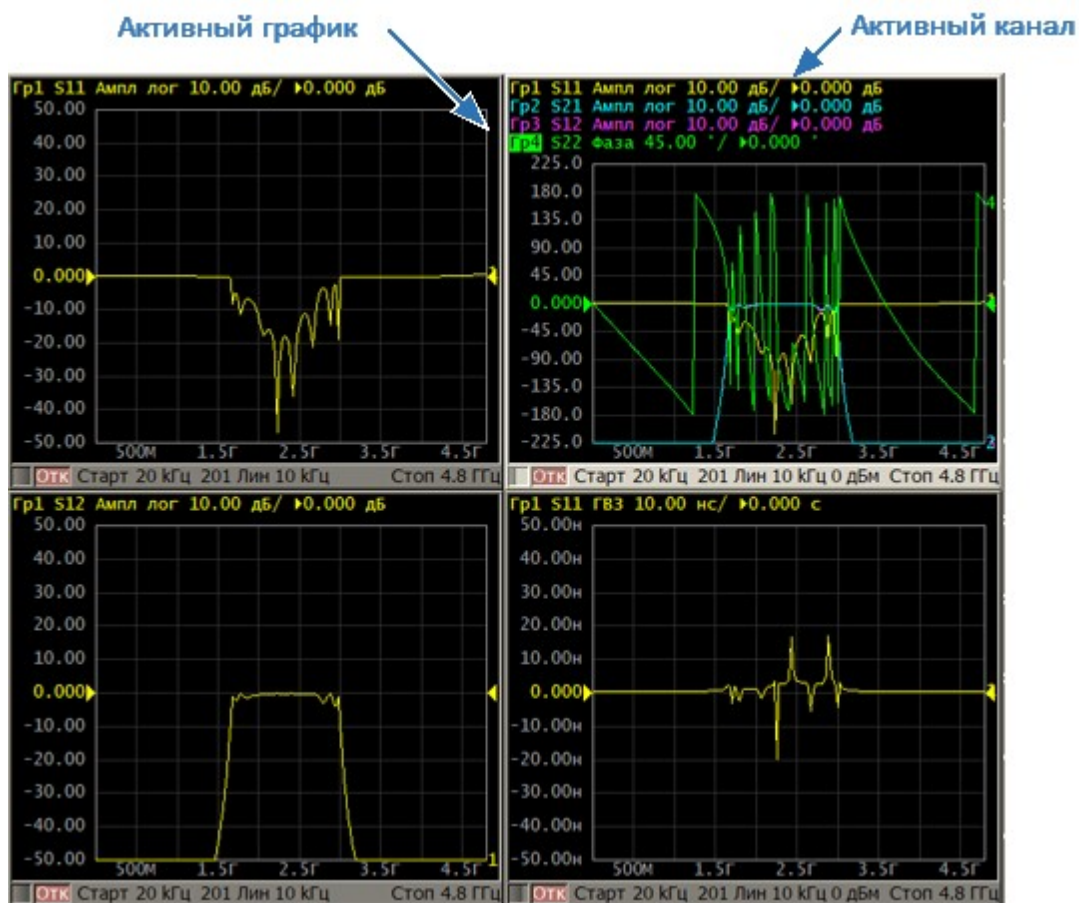 Активный график
Активный канал
Гр1 S11 Ампл лог 10.00 дБ/ ▶0.000 дБ
50.00
40.00
30.00
20.00
10.00
0.000
-10.00
-20.00
-30.00
-40.00
-50.00
500М 1.5Г 2.5Г 3.5Г 4.5Г
Отк Старт 20 кГц 201 Лин 10 кГц Стоп 4.8 ГГц
Гр1 S11 Ампл лог 10.00 дБ/ ▶0.000 дБ
Гр2 S21 Ампл лог 10.00 дБ/ ▶0.000 дБ
Гр3 S12 Ампл лог 10.00 дБ/ ▶0.000 дБ
Гр4 S22 Фаза 45.00 °/ ▶0.000 °
225.0
180.0
135.0
90.00
45.00
0.000
-45.00
-90.00
-135.0
-180.0
-225.0
4
2
500М 1.5Г 2.5Г 3.5Г 4.5Г
Отк Старт 20 кГц 201 Лин 10 кГц 0 дБм Стоп 4.8 ГГц
Гр1 S12 Ампл лог 10.00 дБ/ ▶0.000 дБ
50.00
40.00
30.00
20.00
10.00
0.000
-10.00
-20.00
-30.00
-40.00
-50.00
1
500М 1.5Г 2.5Г 3.5Г 4.5Г
Отк Старт 20 кГц 201 Лин 10 кГц Стоп 4.8 ГГц
Гр1 S11 ГВЗ 10.00 нс/ ▶0.000 с
50.00н
40.00н
30.00н
20.00н
10.00н
0.000
-10.00н
-20.00н
-30.00н
-40.00н
-50.00н
500М 1.5Г 2.5Г 3.5Г 4.5Г
Отк Старт 20 кГц 201 Лин 10 кГц 0 дБм Стоп 4.8 ГГц